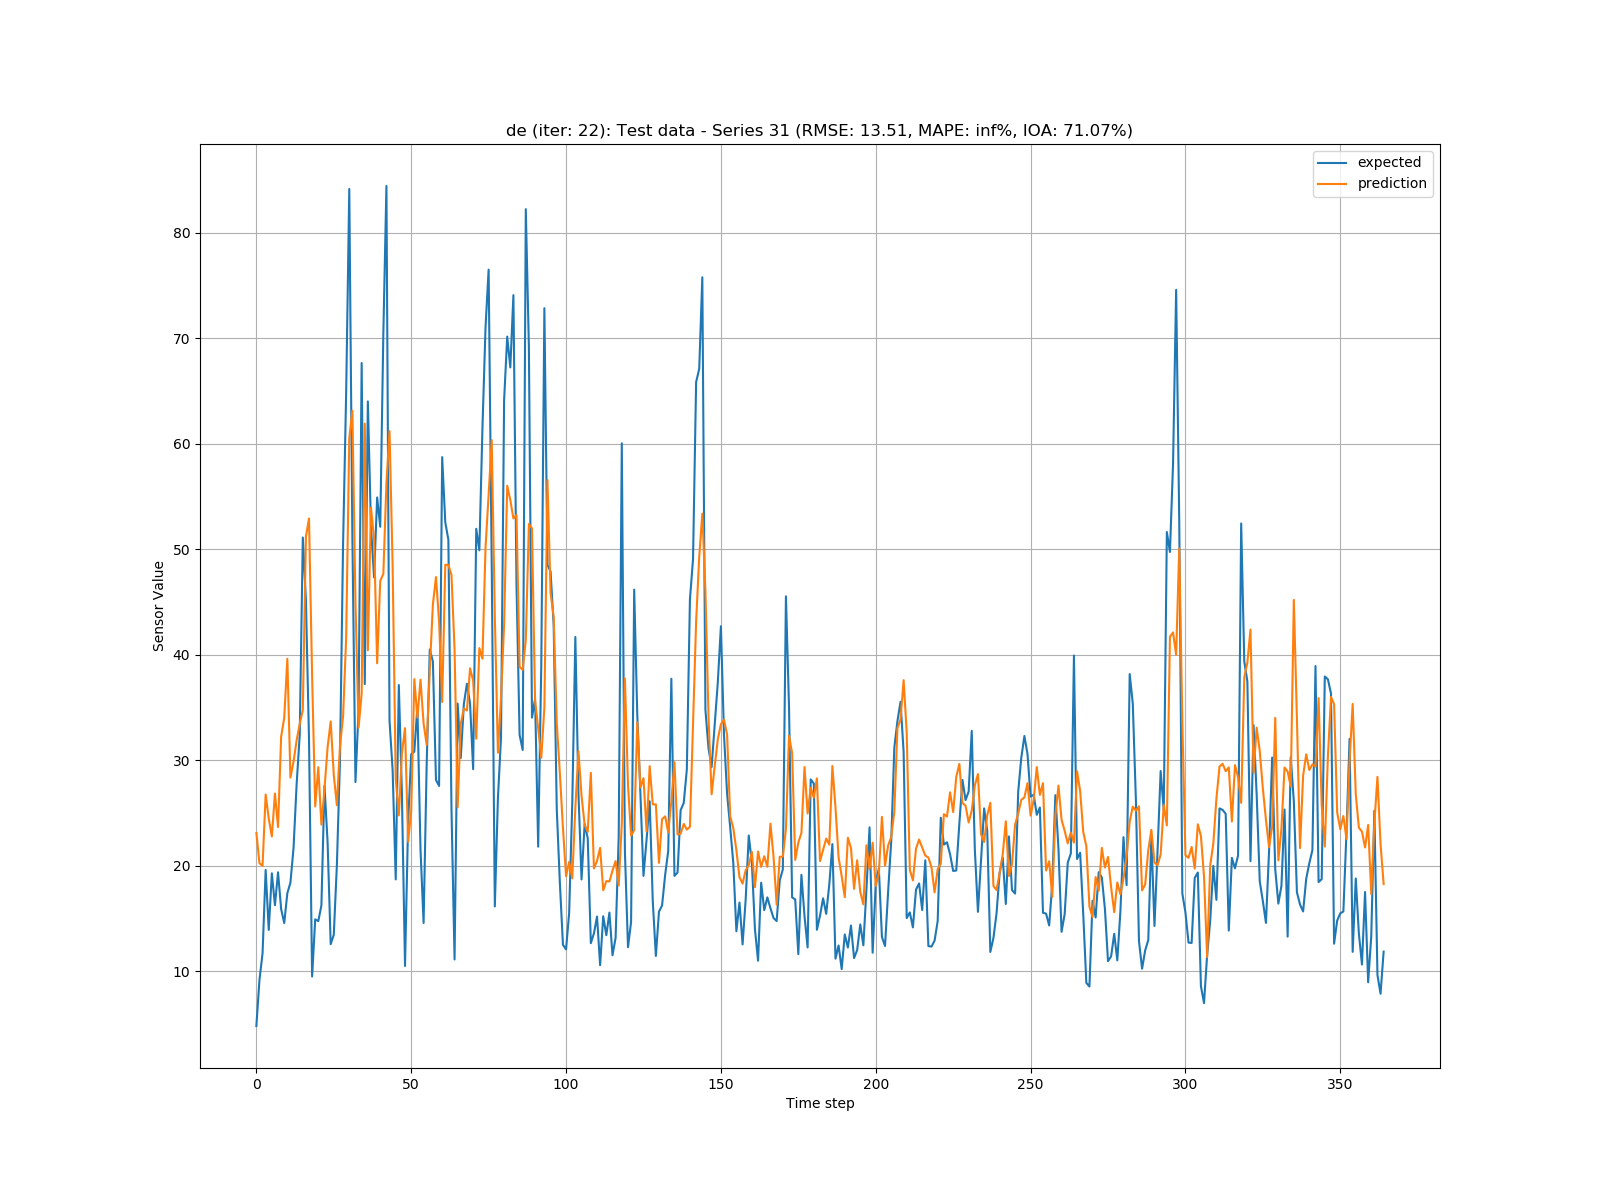 de (iter: 22): Test data - Series 31 (RMSE: 13.51, MAPE: inf%, IOA: 71.07%)
expected
prediction
80
70
60
50
40
30
20
10
Sensor Value
0 50 100 150 200 250 300 350
Time step